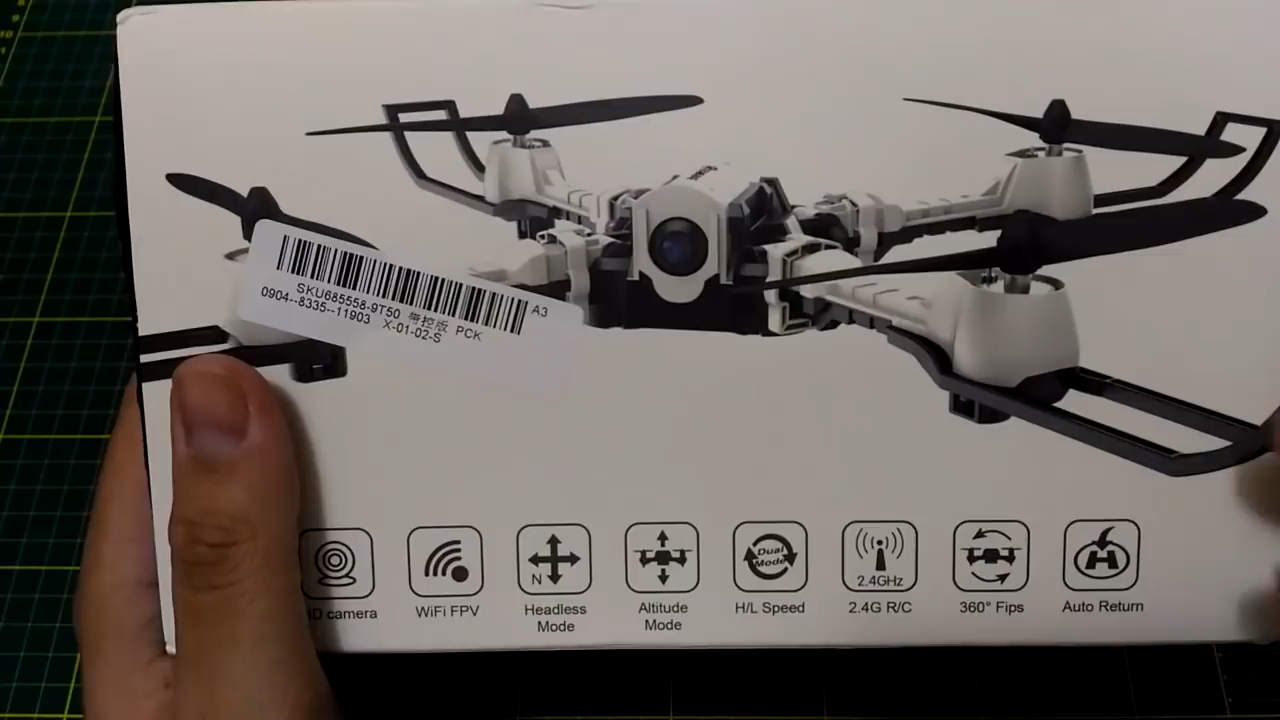 A3
SKU685558-9T50 带控版 PCK
0904--8335--11903 X-01-02-S
N
Dual
Mode
2.4GHz
camera
WiFi FPV
Headless
Mode
Altitude
Mode
H/L Speed
2.4G R/C
360° Fips
Auto Return